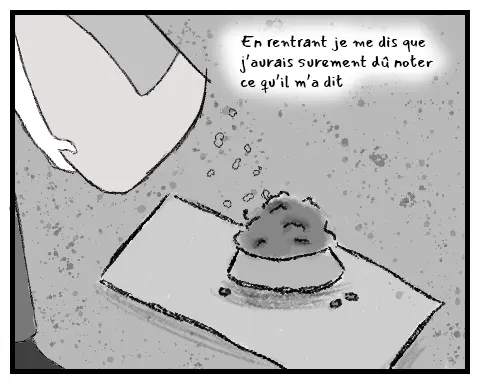 En rentrant je me dis que
j'aurais surement dû noter
ce qu'il m'a dit